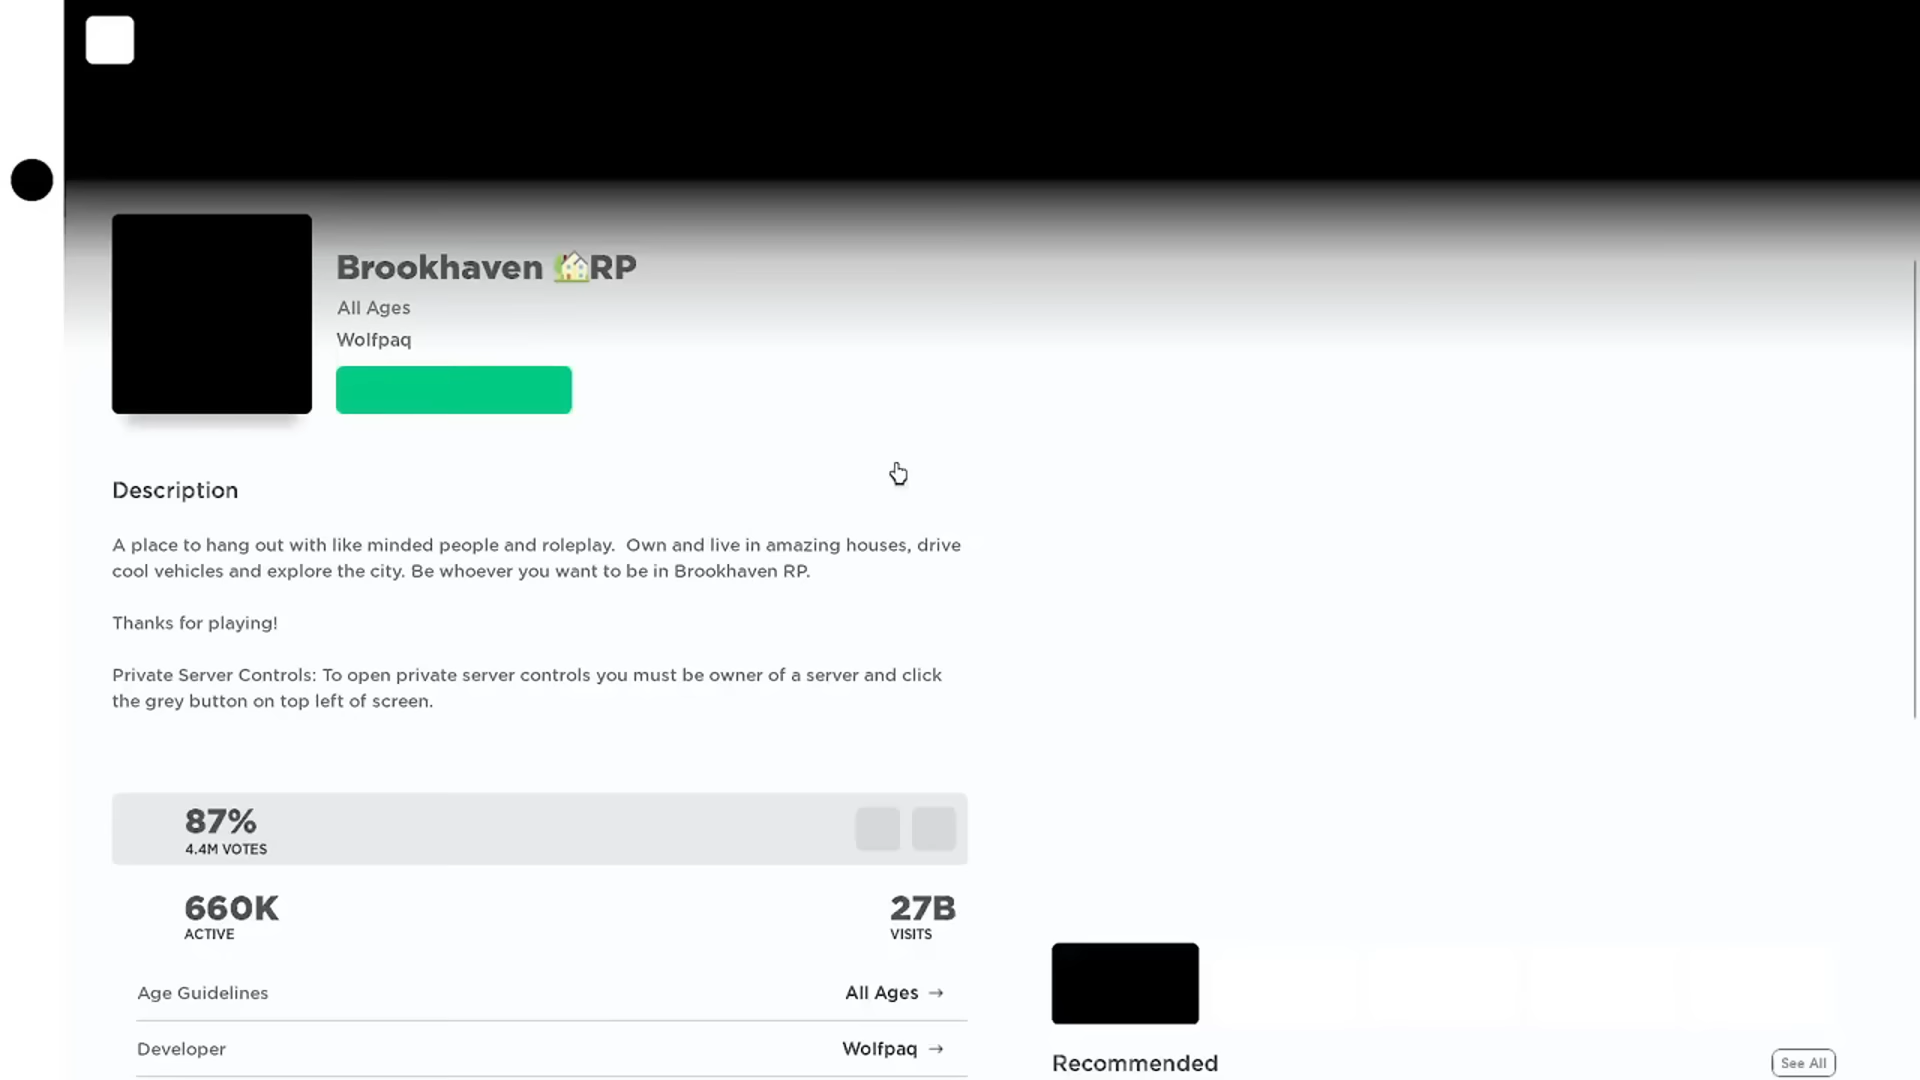 Brookhaven 🏡RP
All Ages
Wolfpaq
Description
A place to hang out with like minded people and roleplay.  Own and live in amazing houses, drive
cool vehicles and explore the city. Be whoever you want to be in Brookhaven RP.
Thanks for playing!
Private Server Controls: To open private server controls you must be owner of a server and click
the grey button on top left of screen.
87%
4.4M VOTES
660K
ACTIVE
27B
VISITS
Age Guidelines
All Ages →
Developer
Wolfpaq →
Recommended
See All